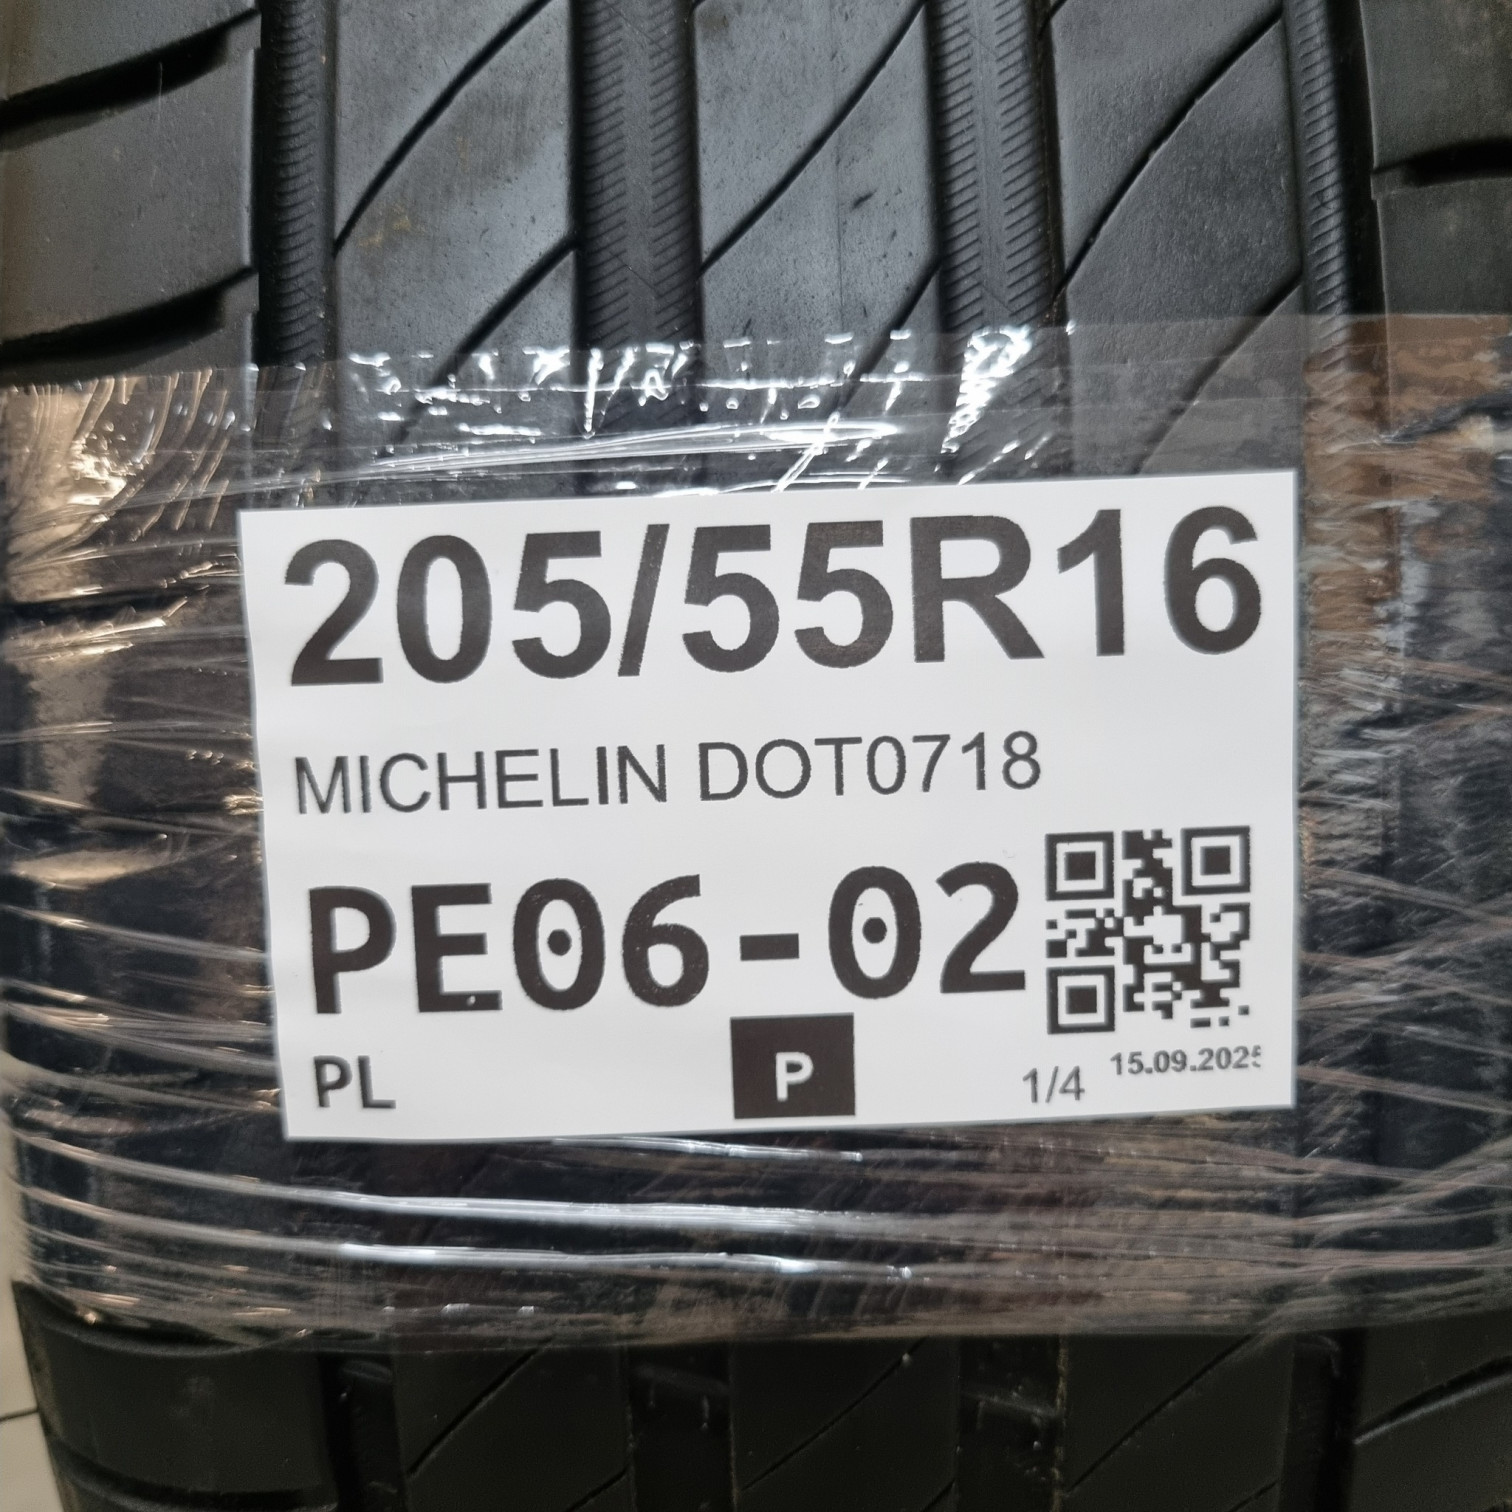 205/55R16
MICHELIN DOT0718
PE06-02
PL P 1/4 15.09.2025